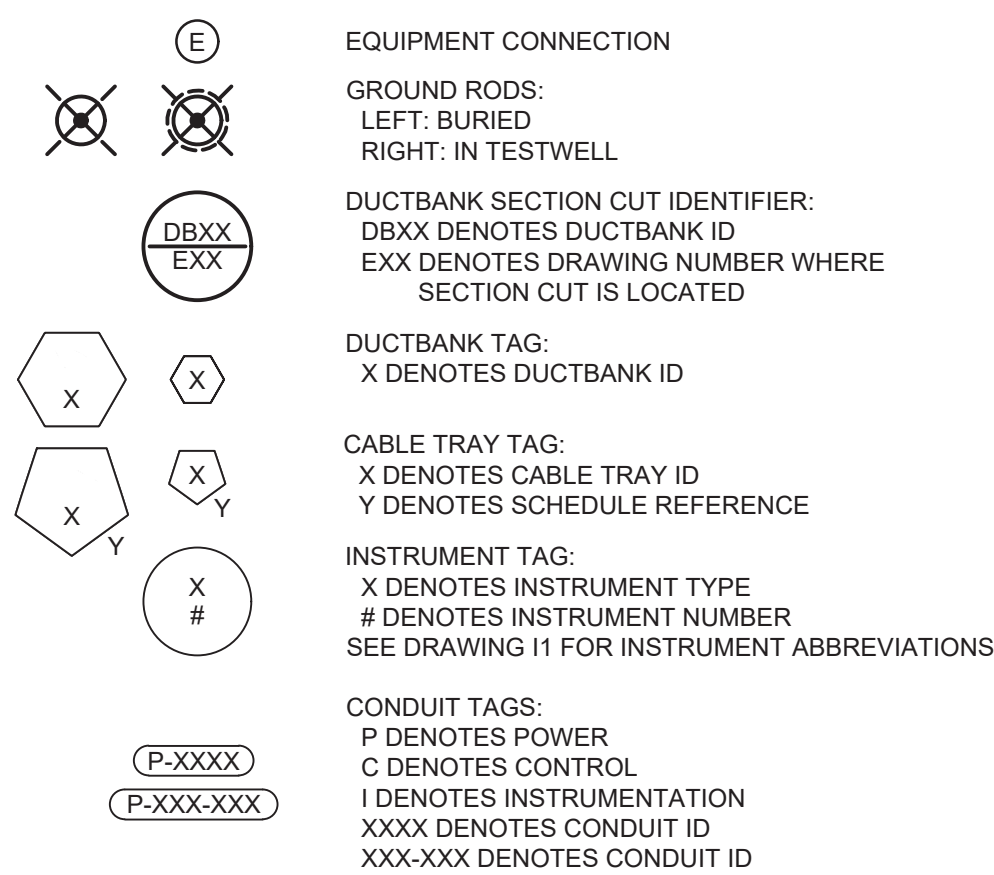 E EQUIPMENT CONNECTION
GROUND RODS:
LEFT: BURIED
RIGHT: IN TESTWELL
DUCTBANK SECTION CUT IDENTIFIER:
DBXX DBXX DENOTES DUCTBANK ID
EXX EXX DENOTES DRAWING NUMBER WHERE
SECTION CUT IS LOCATED
DUCTBANK TAG:
X X X DENOTES DUCTBANK ID
CABLE TRAY TAG:
X X X DENOTES CABLE TRAY ID
Y Y Y DENOTES SCHEDULE REFERENCE
INSTRUMENT TAG:
X X DENOTES INSTRUMENT TYPE
# # DENOTES INSTRUMENT NUMBER
SEE DRAWING I1 FOR INSTRUMENT ABBREVIATIONS
CONDUIT TAGS:
P DENOTES POWER
P-XXXX C DENOTES CONTROL
P-XXX-XXX I DENOTES INSTRUMENTATION
XXXX DENOTES CONDUIT ID
XXX-XXX DENOTES CONDUIT ID